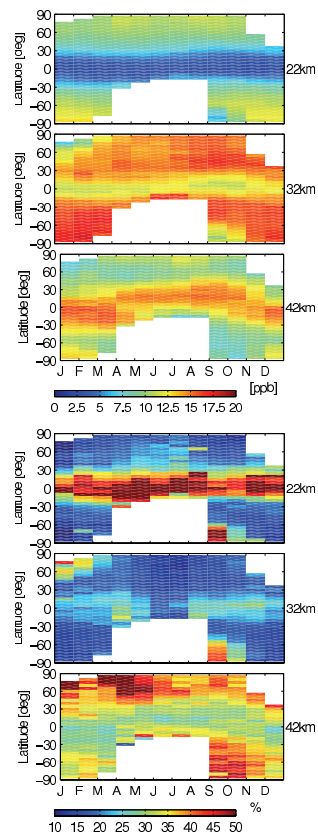 90
60
30
0
−30
−60
−90
Latitude [deg]
22km
90
60
30
0
−30
−60
−90
Latitude [deg]
32km
90
60
30
0
−30
−60
−90
Latitude [deg]
42km
J F M A M J J A S O N D
0 2.5 5 7.5 10 12.5 15 17.5 20
[ppb]
90
60
30
0
−30
−60
−90
Latitude [deg]
22km
90
60
30
0
−30
−60
−90
Latitude [deg]
32km
90
60
30
0
−30
−60
−90
Latitude [deg]
42km
J F M A M J J A S O N D
10 15 20 25 30 35 40 45 50
%